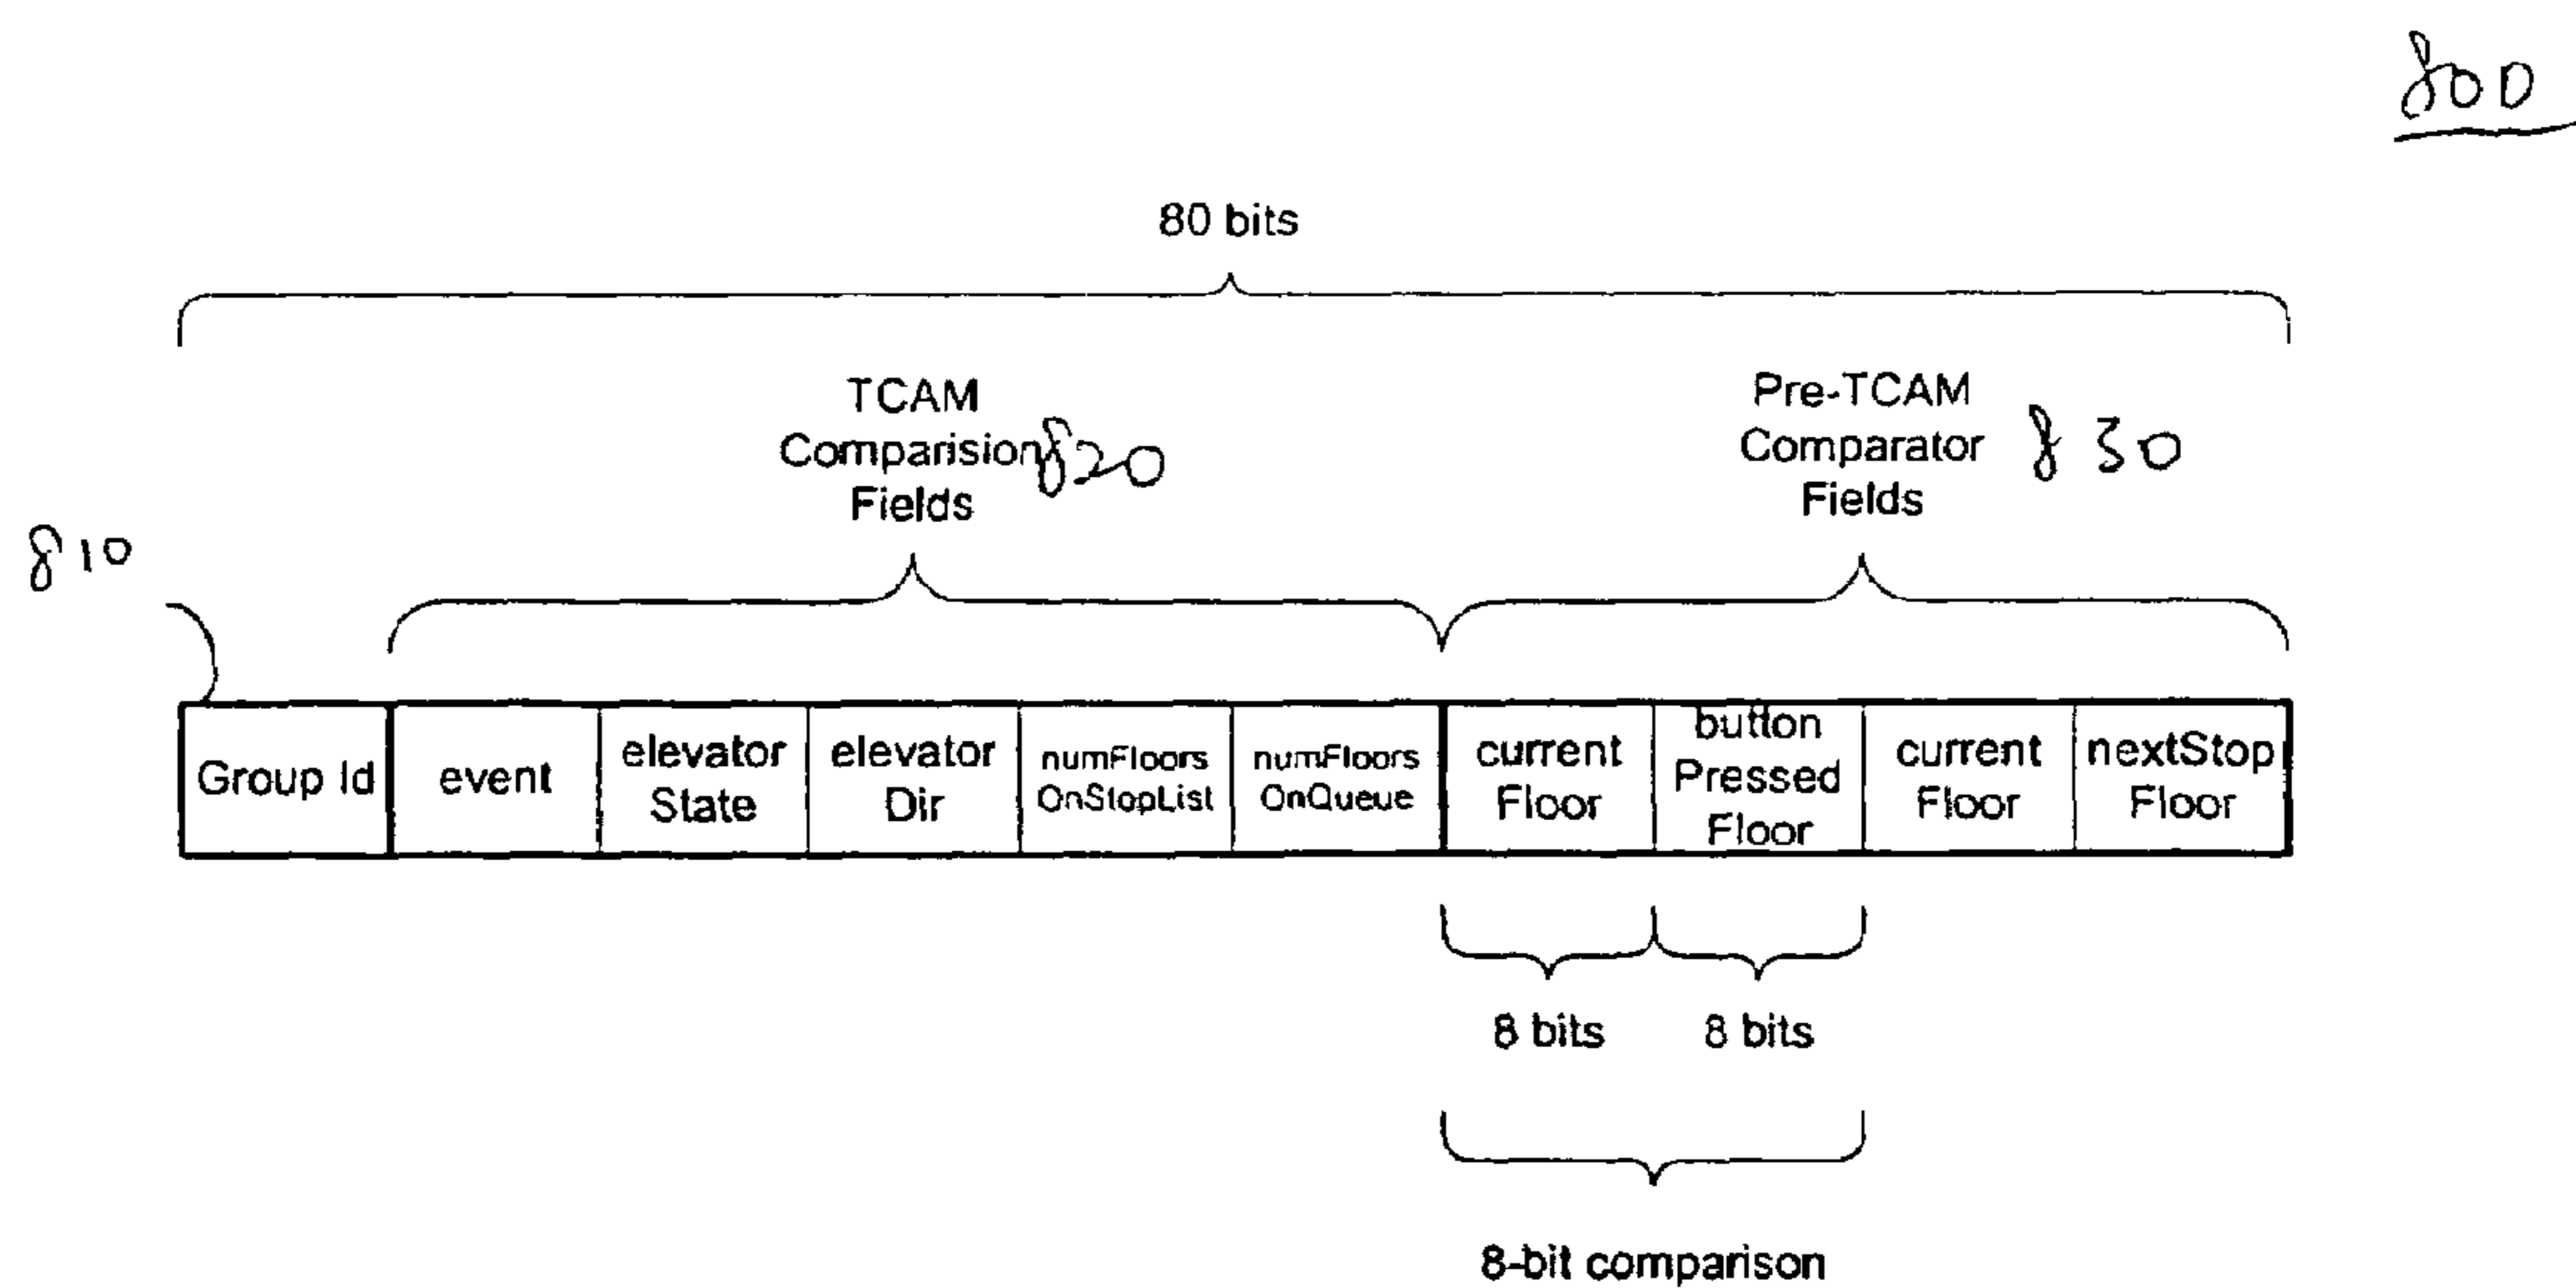 800
80 bits
TCAM
Comparision 820
Fields
Pre-TCAM
Comparator 830
Fields
810
Group Id
event
elevator
State
elevator
Dir
numFloors
OnStopList
numFloors
OnQueue
current
Floor
button
Pressed
Floor
current
Floor
nextStop
Floor
8 bits
8 bits
8-bit comparison